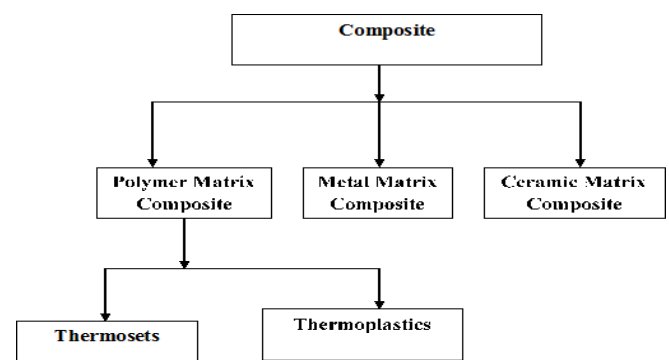 Composite
Polymer Matrix
Composite
Metal Matrix
Composite
Ceramic Matrix
Composite
Thermosets
Thermoplastics